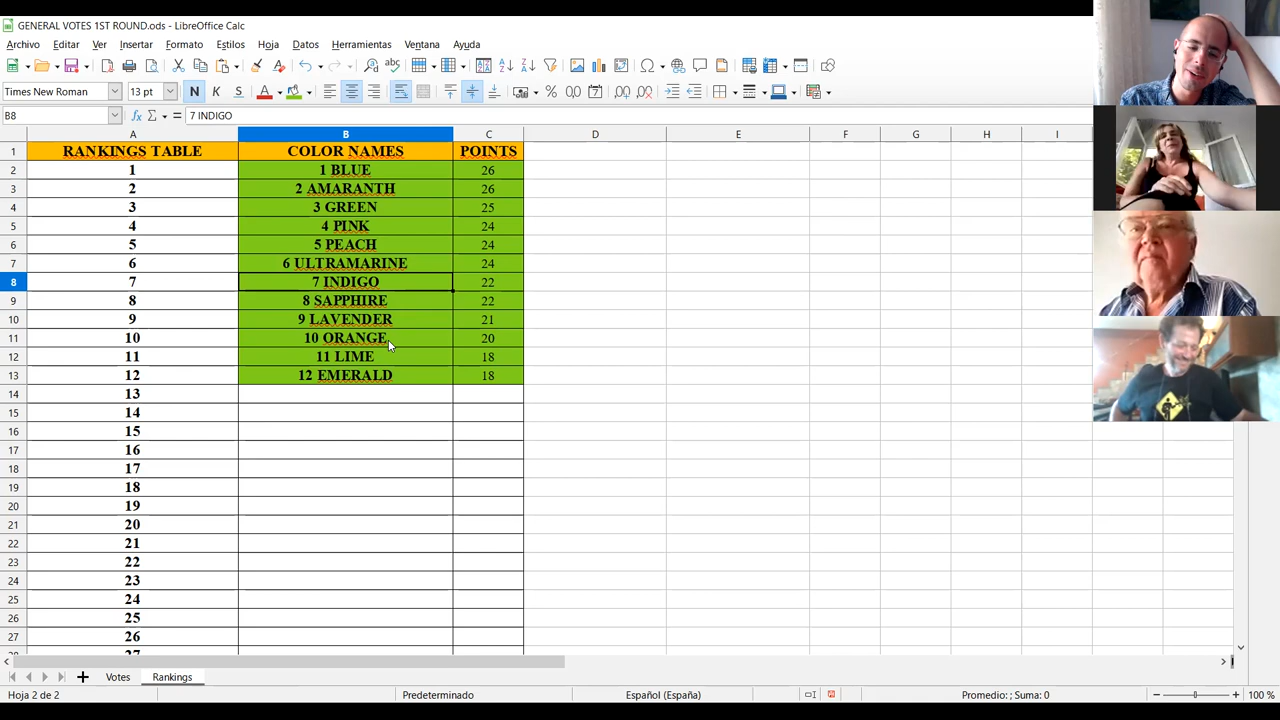 GENERAL VOTES 1ST ROUND.ods - LibreOffice Calc
Archivo Editar Ver Insertar Formato Estilos Hoja Datos Herramientas Ventana Ayuda
Times New Roman 13 pt N K S
B8 7 INDIGO
A B C D E F G H I
1 RANKINGS TABLE COLOR NAMES POINTS
2 1 1 BLUE 26
3 2 2 AMARANTH 26
4 3 3 GREEN 25
5 4 4 PINK 24
6 5 5 PEACH 24
7 6 6 ULTRAMARINE 24
8 7 7 INDIGO 22
9 8 8 SAPPHIRE 22
10 9 9 LAVENDER 21
11 10 10 ORANGE 20
12 11 11 LIME 18
13 12 12 EMERALD 18
14 13
15 14
16 15
17 16
18 17
19 18
20 19
21 20
22 21
23 22
24 23
25 24
26 25
27 26
27
Votes Rankings
Hoja 2 de 2 Predeterminado Español (España) Promedio: ; Suma: 0 100 %